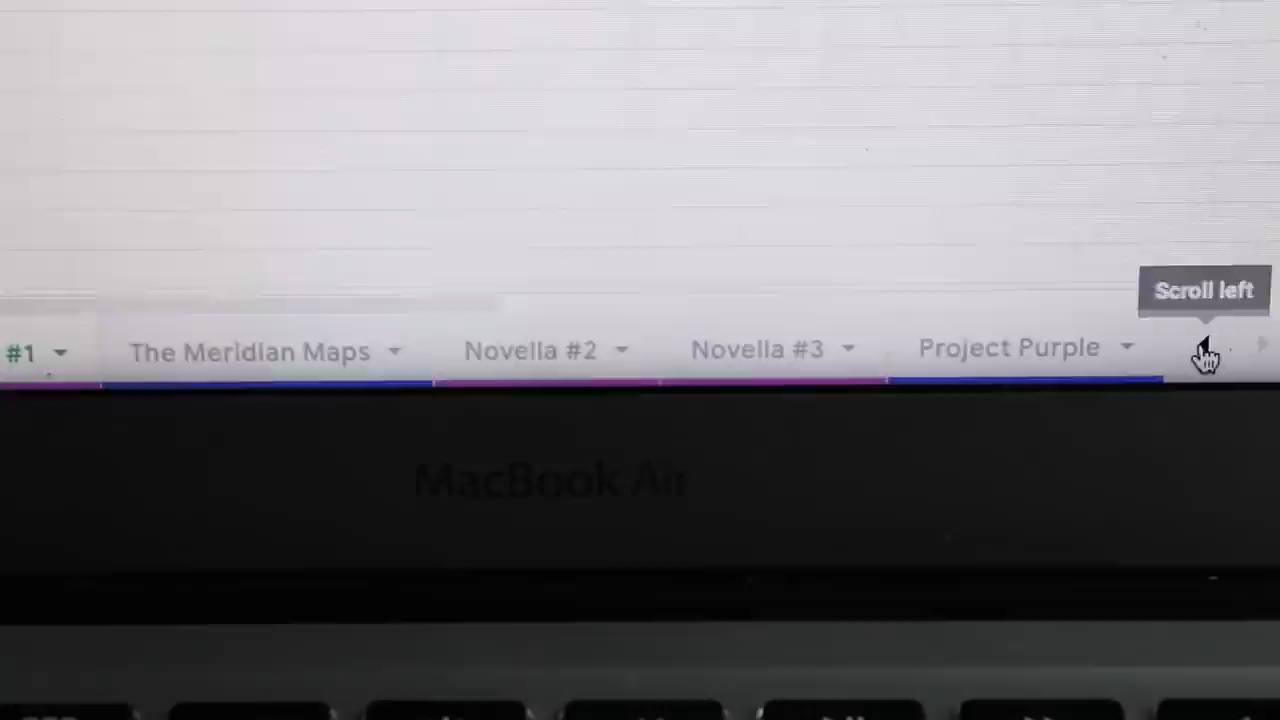 Scroll left
#1 The Meridian Maps Novella #2 Novella #3 Project Purple
MacBook Air